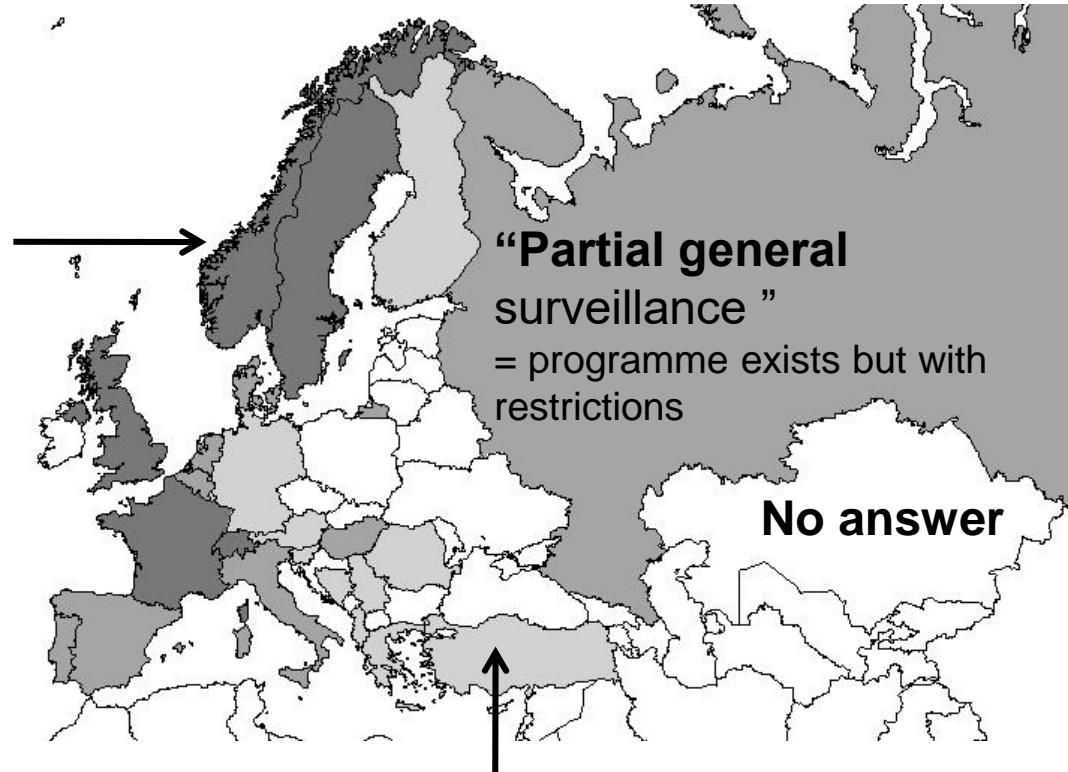 “Partial general
surveillance ”
= programme exists but with
restrictions
No answer